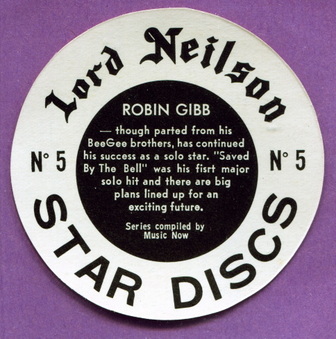 Lord Neilson
ROBIN GIBB
— though parted from his
BeeGee brothers, has continued
his success as a solo star. "Saved
By The Bell" was his fisrt major
solo hit and there are big
plans lined up for an
exciting future.
Series compiled by
Music Now
Nº 5
Nº 5
STAR DISCS